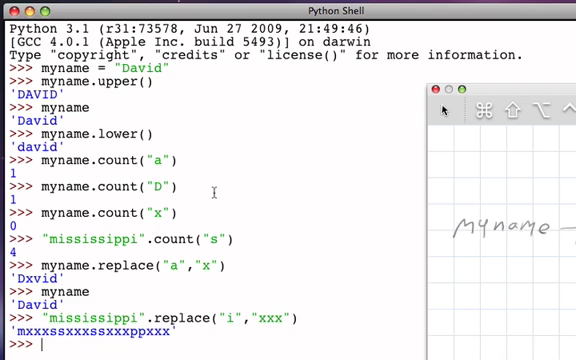 Python Shell
Python 3.1 (r31:73578, Jun 27 2009, 21:49:46)
[GCC 4.0.1 (Apple Inc. build 5493)] on darwin
Type "copyright", "credits" or "license()" for more information.
>>> myname = "David"
>>> myname.upper()
'DAVID'
>>> myname
'David'
>>> myname.lower()
'david'
>>> myname.count("a")
1
>>> myname.count("D")
1
>>> myname.count("x")
0
>>> "mississippi".count("s")
4
>>> myname.replace("a","x")
'Dxvid'
>>> myname
'David'
>>> "mississippi".replace("i","xxx")
'mxxxssxxxssxxxppxxx'
>>>
myname